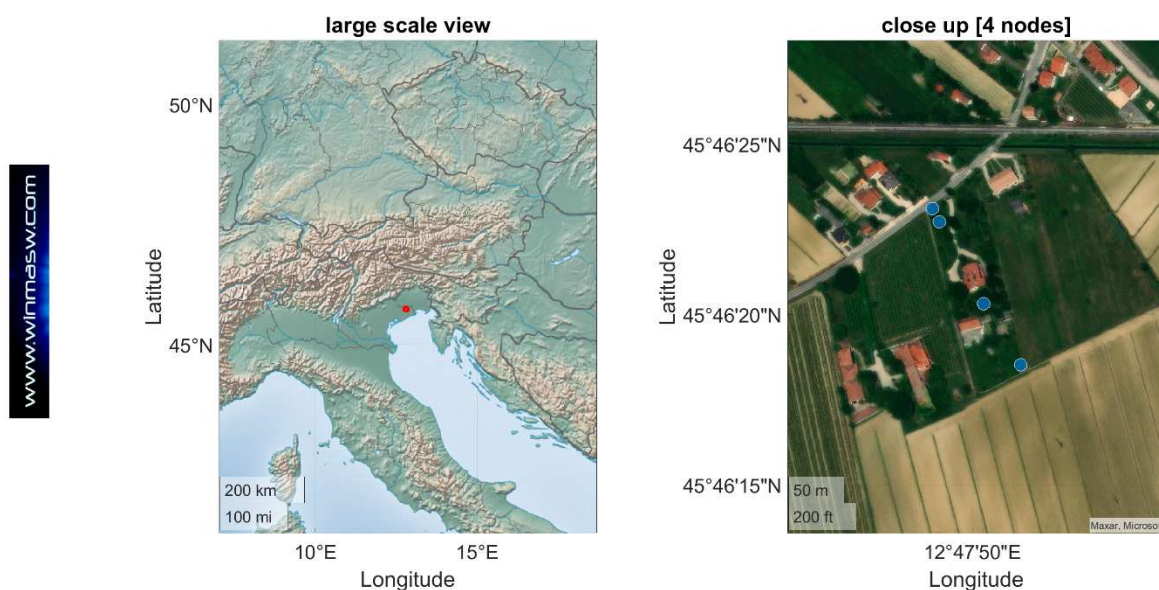 www.winmasw.com
large scale view
50°N
45°N
Latitude
200 km
100 mi
10°E
15°E
Longitude
close up [4 nodes]
45°46'25"N
45°46'20"N
45°46'15"N
Latitude
50 m
200 ft
Maxar, Microso
12°47'50"E
Longitude